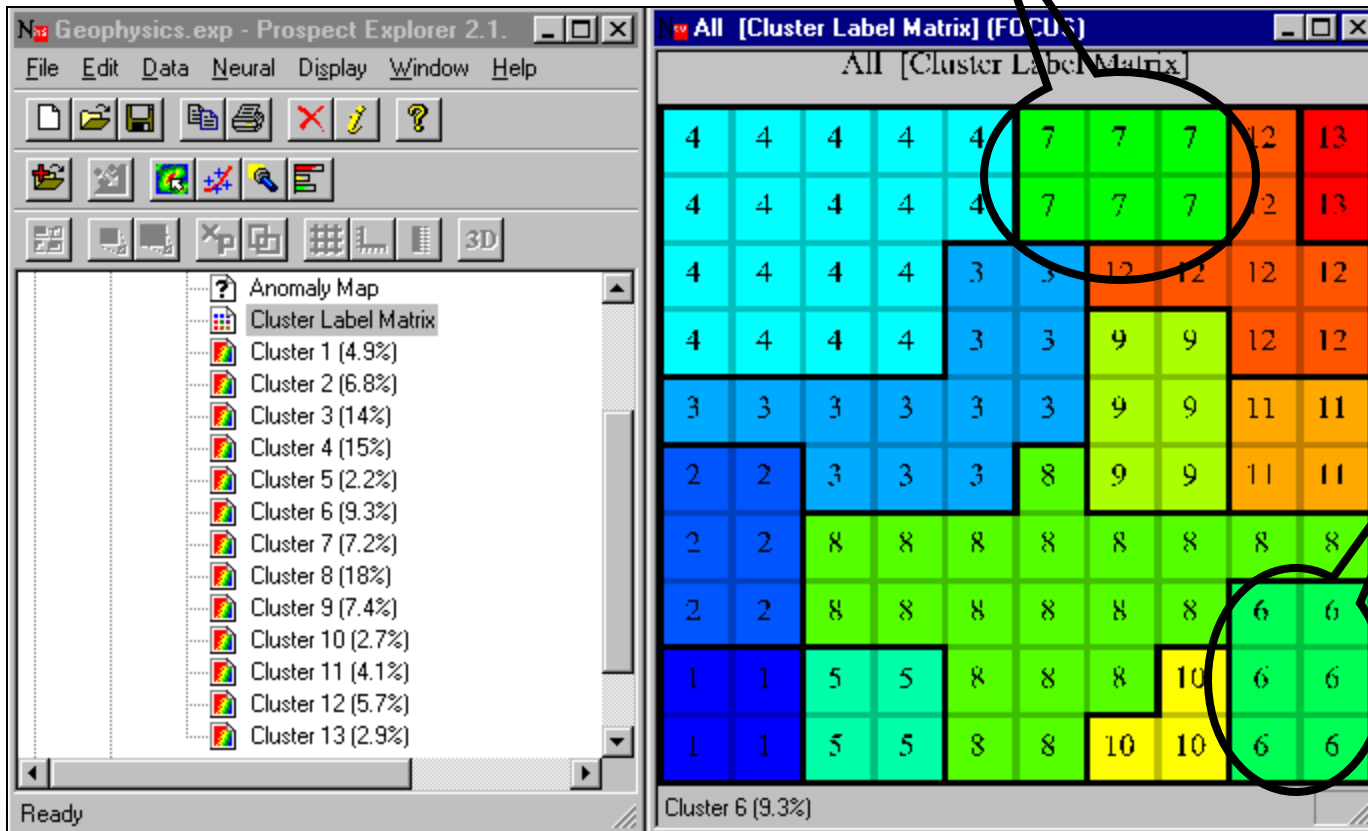 Geophysics.exp - Prospect Explorer 2.1.
File Edit Data Neural Display Window Help
3D
Anomaly Map
Cluster Label Matrix
Cluster 1 (4.9%)
Cluster 2 (6.8%)
Cluster 3 (14%)
Cluster 4 (15%)
Cluster 5 (2.2%)
Cluster 6 (9.3%)
Cluster 7 (7.2%)
Cluster 8 (18%)
Cluster 9 (7.4%)
Cluster 10 (2.7%)
Cluster 11 (4.1%)
Cluster 12 (5.7%)
Cluster 13 (2.9%)
Ready
All [Cluster Label Matrix] (FOCUS)
All [Cluster Label Matrix]
4 4 4 4 4 7 7 7 12 13
4 4 4 4 4 7 7 7 12 13
4 4 4 4 3 3 12 12 12 12
4 4 4 4 3 3 9 9 12 12
3 3 3 3 3 3 9 9 11 11
2 2 3 3 3 8 9 9 11 11
2 2 8 8 8 8 8 8 8 8
2 2 8 8 8 8 8 8 6 6
1 1 5 5 8 8 8 10 6 6
1 1 5 5 8 8 10 10 6 6
Cluster 6 (9.3%)